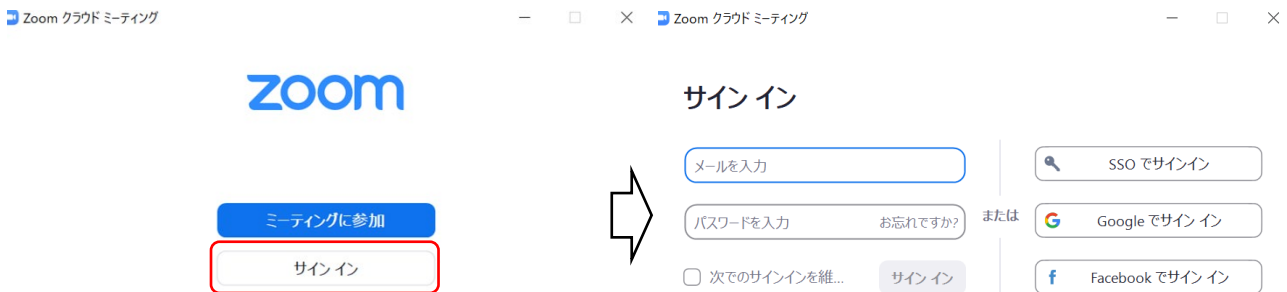 Zoom クラウド ミーティング
zoom
ミーティングに参加
サイン イン
Zoom クラウド ミーティング
サイン イン
メールを入力
パスワードを入力 お忘れですか?
次でのサインインを維... サイン イン
または
SSO でサインイン
Google でサイン イン
Facebook でサイン イン